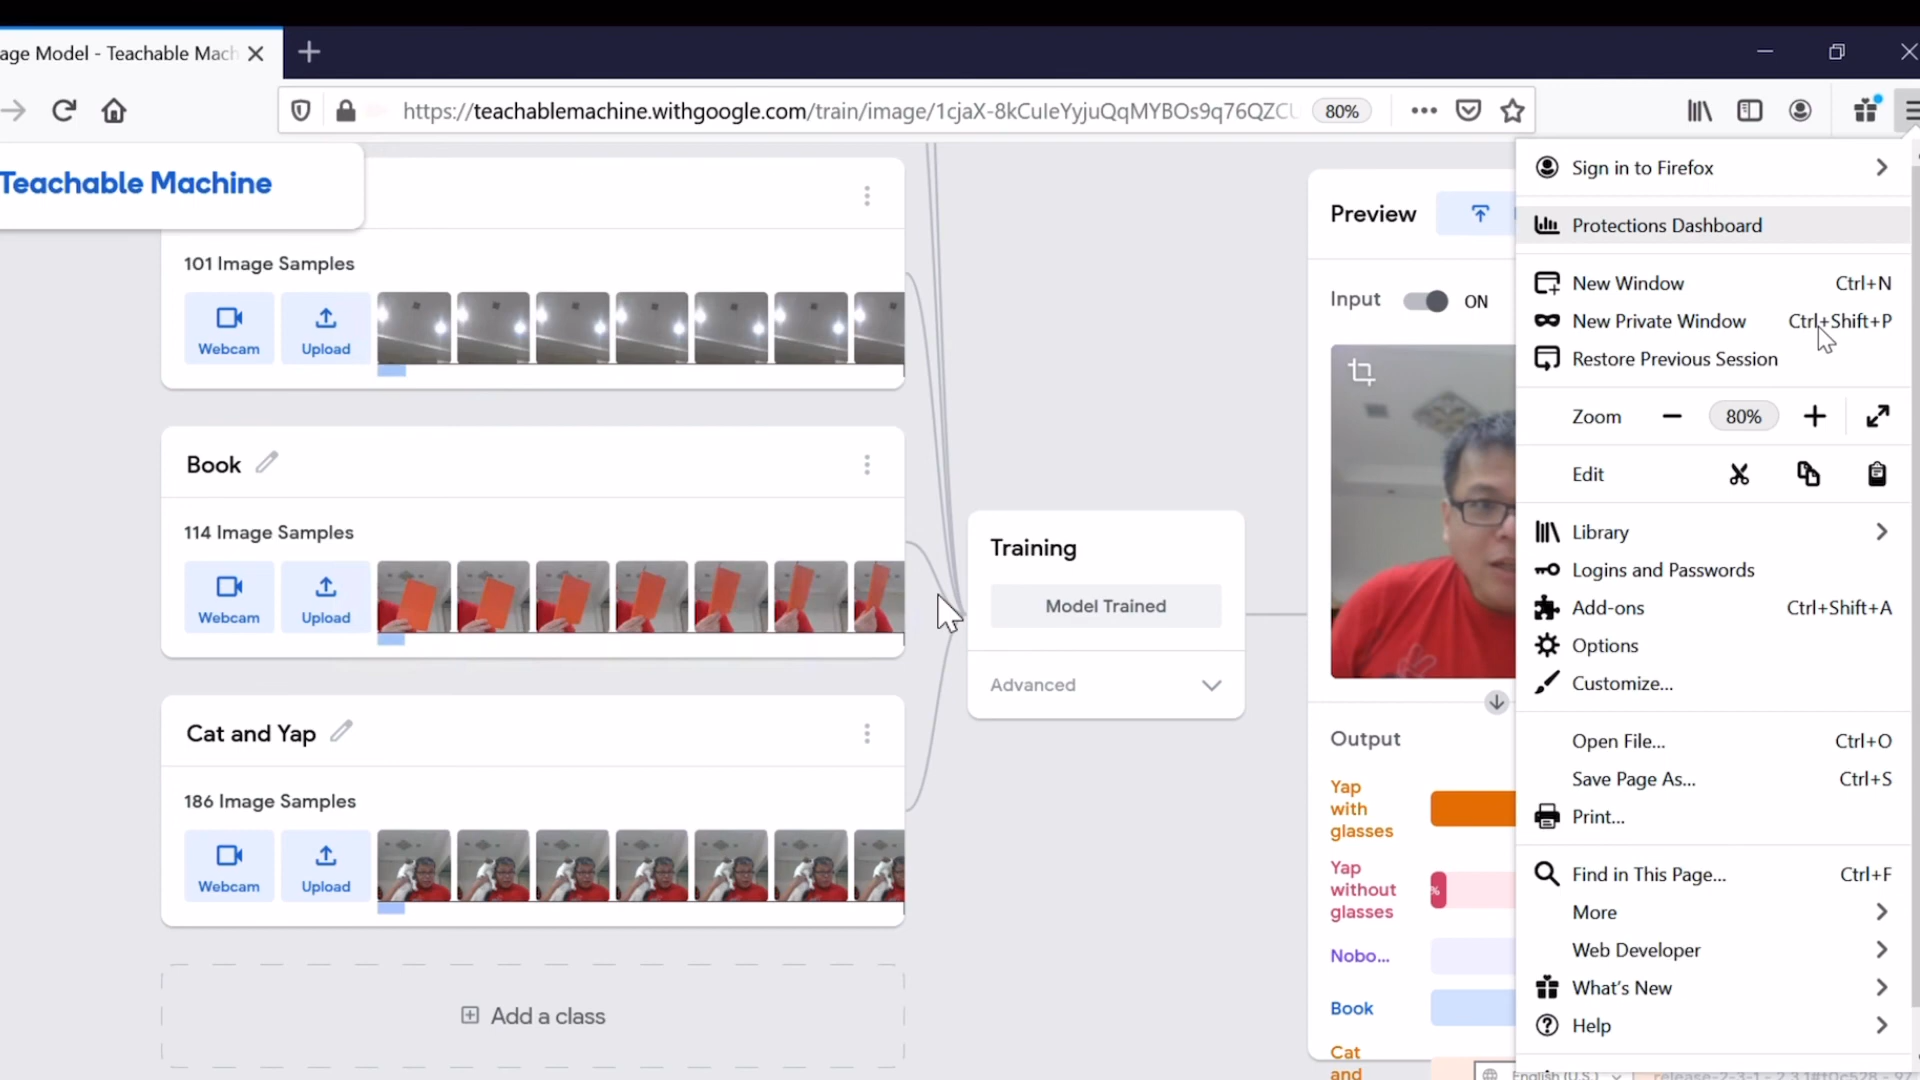 age Model - Teachable Mach
https://teachablemachine.withgoogle.com/train/image/1cjaX-8kCuIeYyjuQqMYBOs9q76QZCU
80%
Teachable Machine
101 Image Samples
Webcam
Upload
Book
114 Image Samples
Webcam
Upload
Cat and Yap
186 Image Samples
Webcam
Upload
Add a class
Training
Model Trained
Advanced
Preview
Input
ON
Output
Yap
with
glasses
Yap
without
glasses
%
Nobo...
Book
Cat
and
Sign in to Firefox
Protections Dashboard
New Window Ctrl+N
New Private Window Ctrl+Shift+P
Restore Previous Session
Zoom 80%
Edit
Library
Logins and Passwords
Add-ons Ctrl+Shift+A
Options
Customize...
Open File... Ctrl+O
Save Page As... Ctrl+S
Print...
Find in This Page... Ctrl+F
More
Web Developer
What's New
Help
English (U.S.)